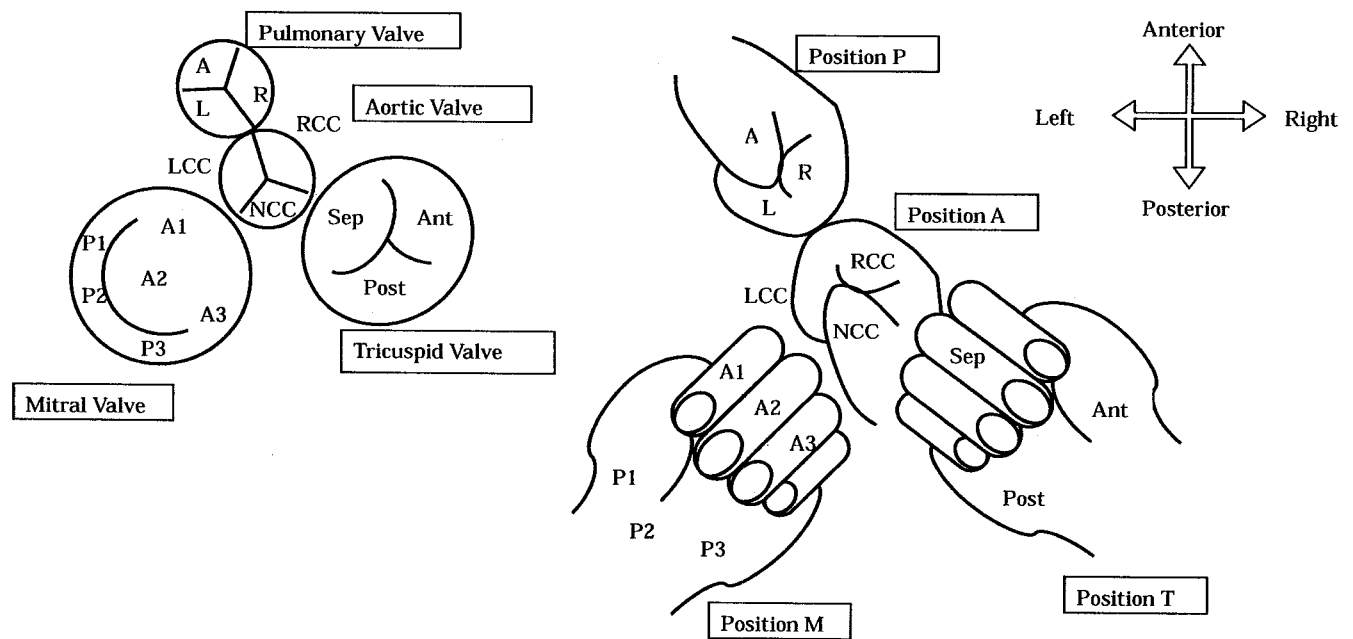 Pulmonary Valve
A
L
R
Aortic Valve
RCC
LCC
NCC
Sep
Ant
Post
A1
P1
A2
P2
A3
P3
Tricuspid Valve
Mitral Valve
Position P
A
R
L
Position A
RCC
LCC
NCC
Sep
Ant
Post
A1
A2
A3
P1
P2
P3
Position T
Position M
Anterior
Left
Right
Posterior